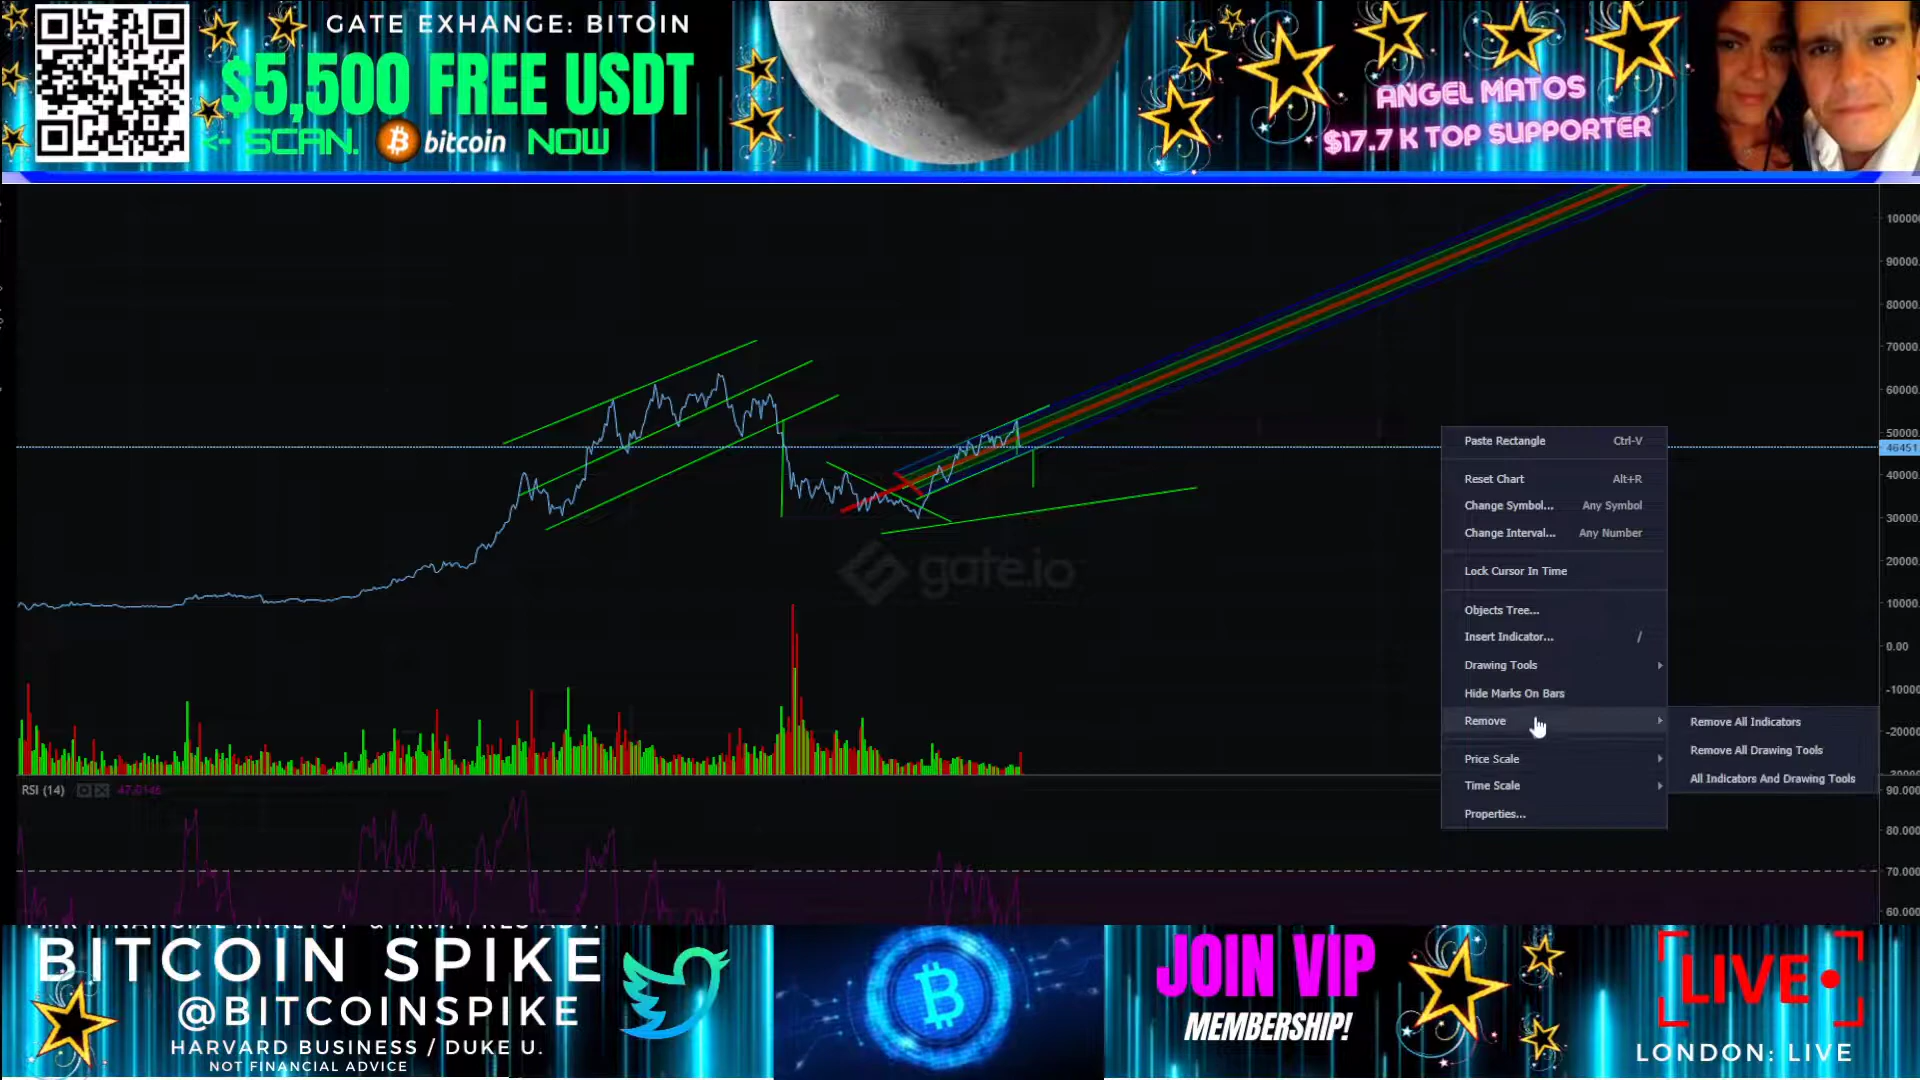 GATE EXHANGE: BITOIN
$5,500 FREE USDT
<- SCAN. bitcoin NOW
ANGEL MATOS
$17.7 K TOP SUPPORTER
90000.
80000.
70000.
60000.
50000.
46451
40000.
30000.
20000.
10000.
0.00
Paste Rectangle Ctrl-V
Reset Chart Alt+R
Change Symbol... Any Symbol
Change Interval... Any Number
Lock Cursor In Time
Objects Tree...
Insert Indicator... /
Drawing Tools
Hide Marks On Bars
Remove
Price Scale
Time Scale
Properties...
Remove All Indicators
Remove All Drawing Tools
All Indicators And Drawing Tools
gate.io
RSI (14) 47.0146
90.000
80.000
70.000
60.000
BITCOIN SPIKE
@BITCOINSPIKE
HARVARD BUSINESS / DUKE U.
NOT FINANCIAL ADVICE
JOIN VIP
MEMBERSHIP!
LIVE
LONDON: LIVE